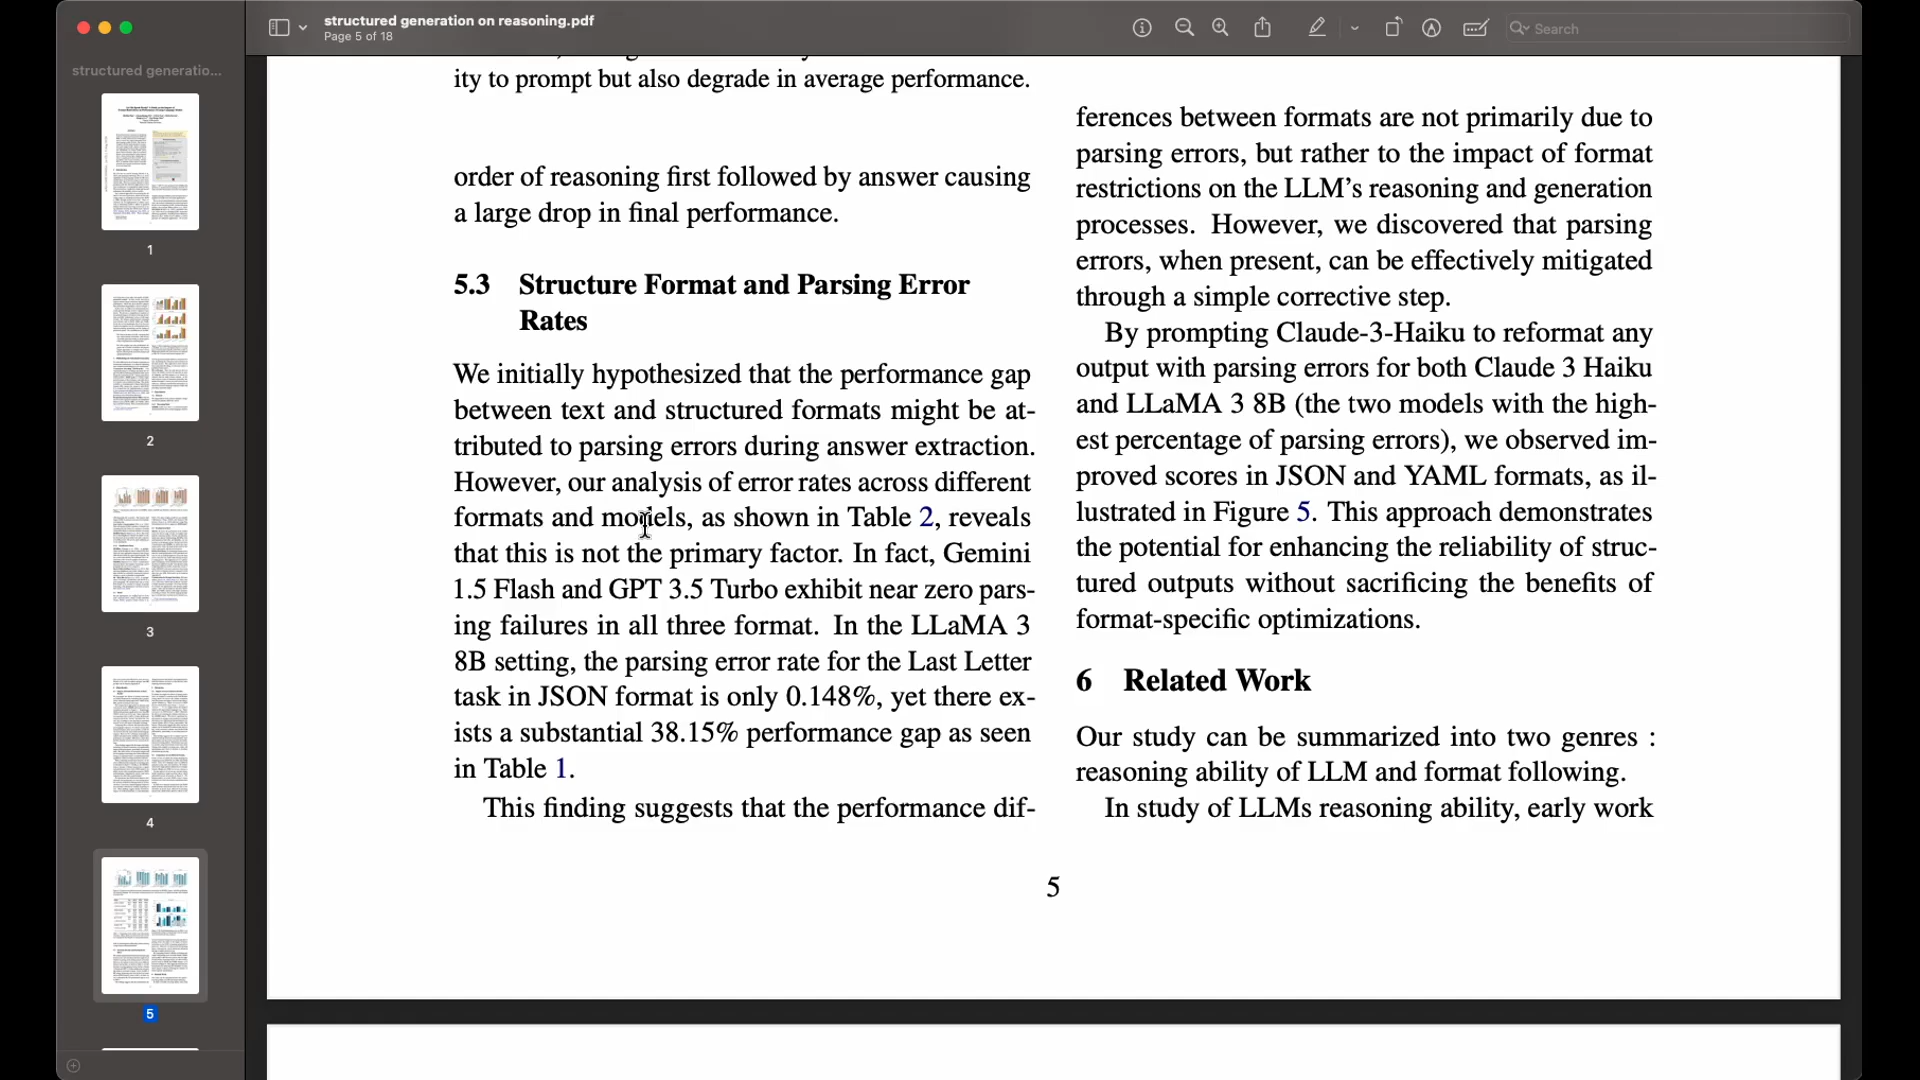 structured generation on reasoning.pdf
Page 5 of 18
Search
structured generatio...
1
2
3
4
5
ity to prompt but also degrade in average performance.
order of reasoning first followed by answer causing
a large drop in final performance.
5.3 Structure Format and Parsing Error
Rates
We initially hypothesized that the performance gap
between text and structured formats might be at-
tributed to parsing errors during answer extraction.
However, our analysis of error rates across different
formats and models, as shown in Table 2, reveals
that this is not the primary factor. In fact, Gemini
1.5 Flash and GPT 3.5 Turbo exhibit near zero pars-
ing failures in all three format. In the LLaMA 3
8B setting, the parsing error rate for the Last Letter
task in JSON format is only 0.148%, yet there ex-
ists a substantial 38.15% performance gap as seen
in Table 1.
This finding suggests that the performance dif-
ferences between formats are not primarily due to
parsing errors, but rather to the impact of format
restrictions on the LLM's reasoning and generation
processes. However, we discovered that parsing
errors, when present, can be effectively mitigated
through a simple corrective step.
By prompting Claude-3-Haiku to reformat any
output with parsing errors for both Claude 3 Haiku
and LLaMA 3 8B (the two models with the high-
est percentage of parsing errors), we observed im-
proved scores in JSON and YAML formats, as il-
lustrated in Figure 5. This approach demonstrates
the potential for enhancing the reliability of struc-
tured outputs without sacrificing the benefits of
format-specific optimizations.
6 Related Work
Our study can be summarized into two genres :
reasoning ability of LLM and format following.
In study of LLMs reasoning ability, early work
5